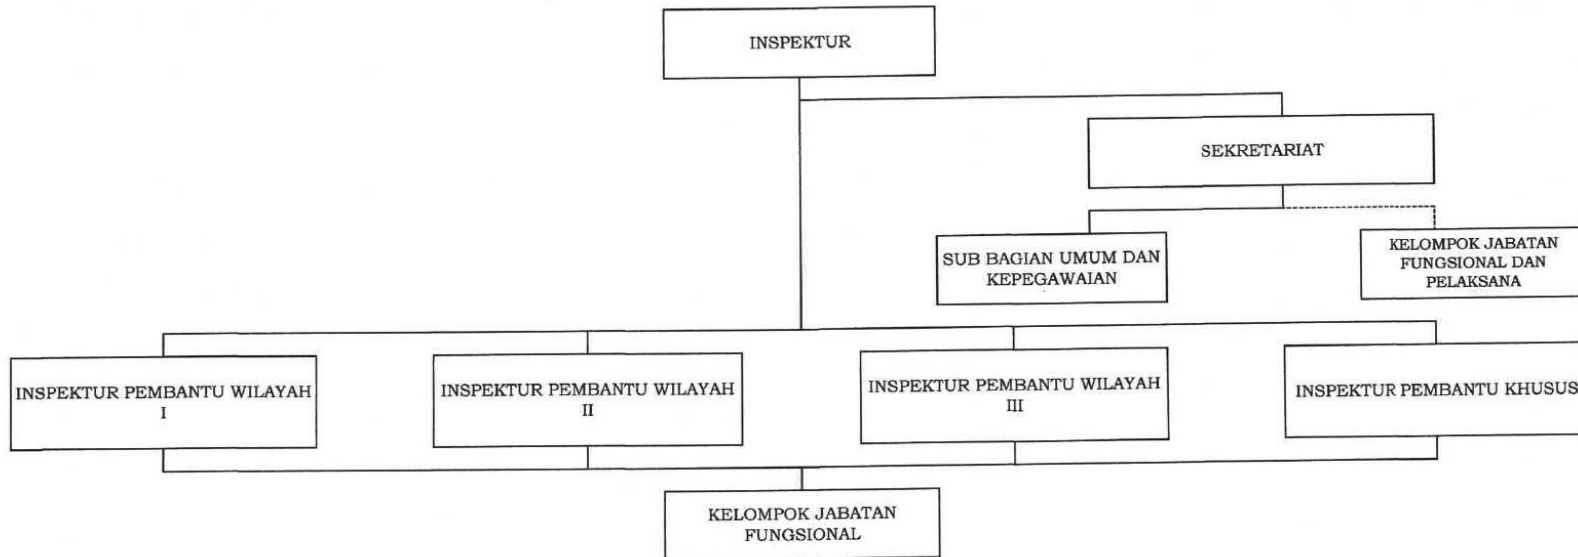 INSPEKTUR
SEKRETARIAT
SUB BAGIAN UMUM DAN
KEPEGAWAIAN
KELOMPOK JABATAN
FUNGSIONAL DAN
PELAKSANA
INSPEKTUR PEMBANTU WILAYAH
I
INSPEKTUR PEMBANTU WILAYAH
II
INSPEKTUR PEMBANTU WILAYAH
III
INSPEKTUR PEMBANTU KHUSUS
KELOMPOK JABATAN
FUNGSIONAL